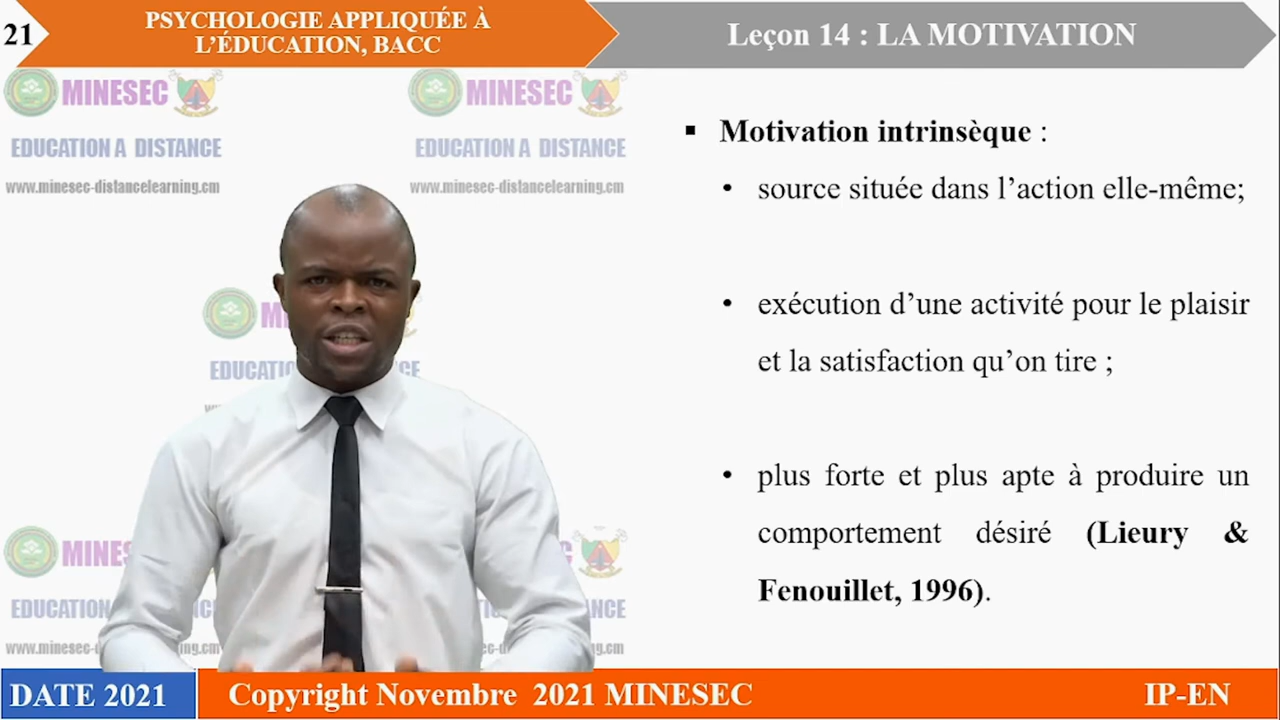 21
PSYCHOLOGIE APPLIQUÉE À
L’ÉDUCATION, BACC
Leçon 14 : LA MOTIVATION
MINESEC
EDUCATION A DISTANCE
www.minesec-distancelearning.cm
MINESEC
EDUCATION A DISTANCE
www.minesec-distancelearning.cm
▪ Motivation intrinsèque :
• source située dans l’action elle-même;
• exécution d’une activité pour le plaisir
et la satisfaction qu’on tire ;
• plus forte et plus apte à produire un
comportement désiré (Lieury &
Fenouillet, 1996).
DATE 2021
Copyright Novembre 2021 MINESEC
IP-EN